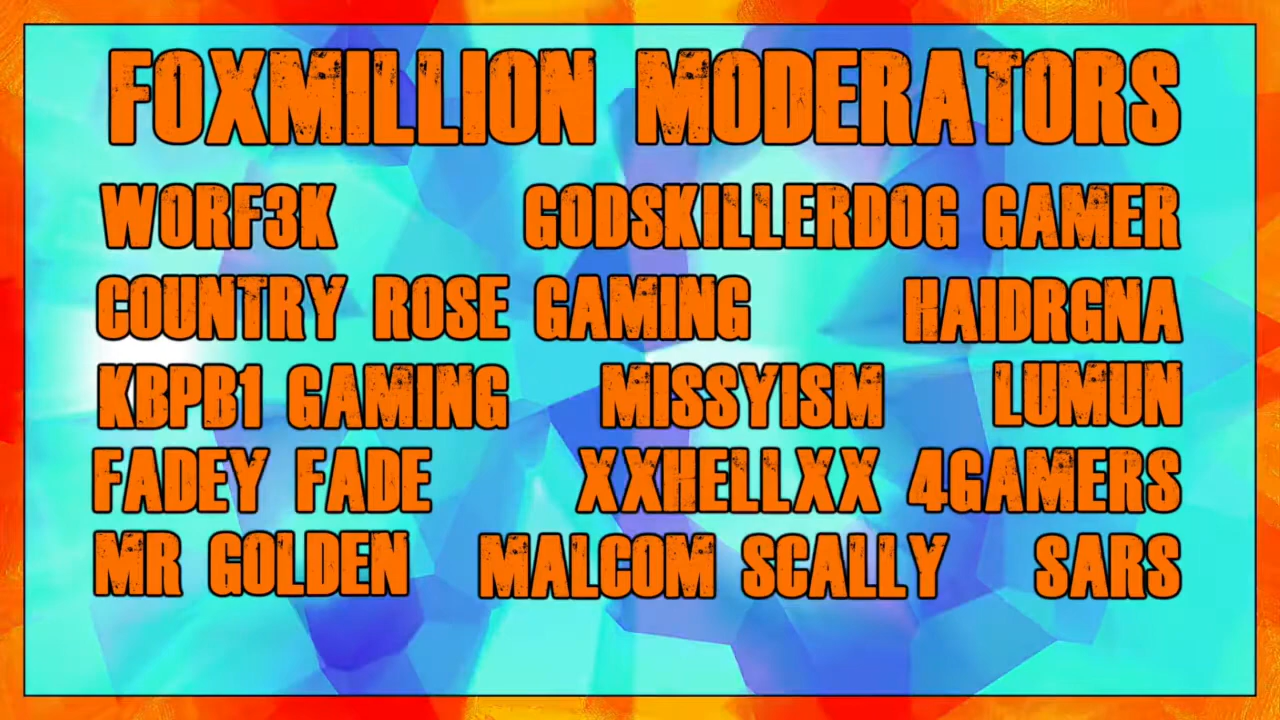 FOXMILLION MODERATORS
WORF3K GODSKILLERDOG GAMER
COUNTRY ROSE GAMING HAIDRGNA
KBPB1 GAMING MISSYISM LUMUN
FADEY FADE XXHELLXX 4GAMERS
MR GOLDEN MALCOM SCALLY SARS